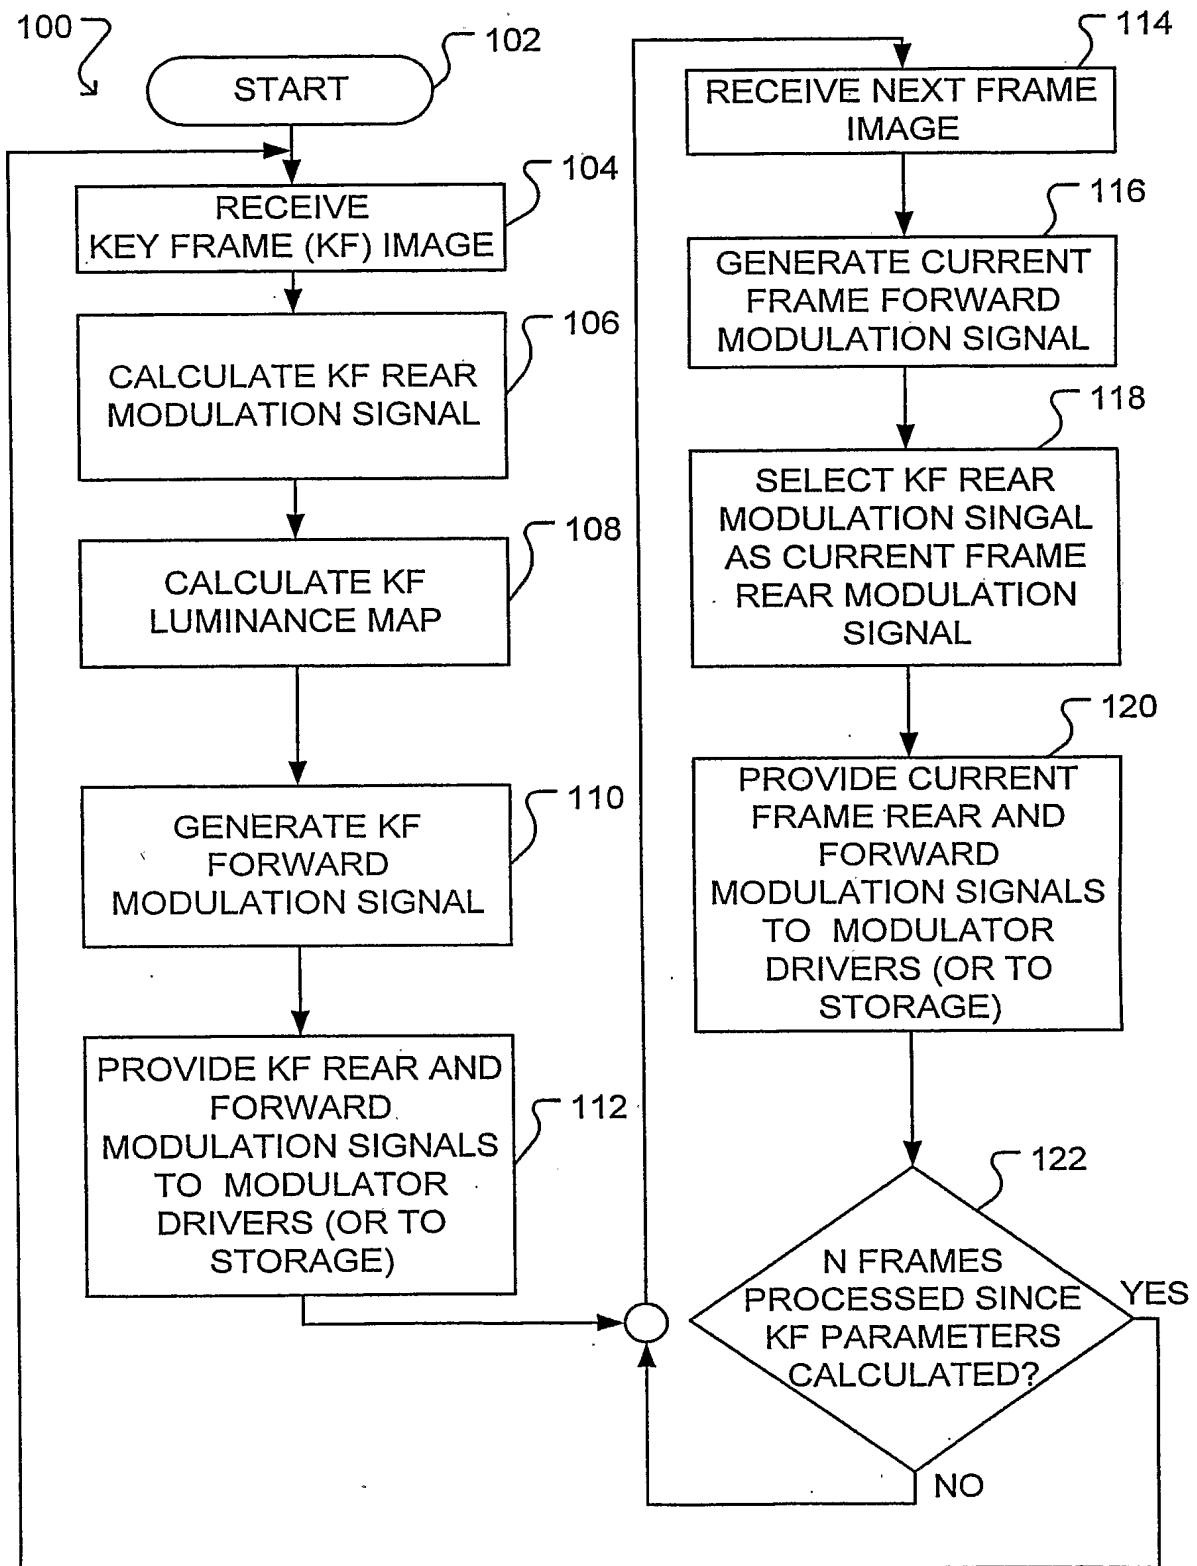 100
102
START
104
RECEIVE
KEY FRAME (KF) IMAGE
106
CALCULATE KF REAR
MODULATION SIGNAL
108
CALCULATE KF
LUMINANCE MAP
110
GENERATE KF
FORWARD
MODULATION SIGNAL
112
PROVIDE KF REAR AND
FORWARD
MODULATION SIGNALS
TO MODULATOR
DRIVERS (OR TO
STORAGE)
114
RECEIVE NEXT FRAME
IMAGE
116
GENERATE CURRENT
FRAME FORWARD
MODULATION SIGNAL
118
SELECT KF REAR
MODULATION SINGAL
AS CURRENT FRAME
REAR MODULATION
SIGNAL
120
PROVIDE CURRENT
FRAME REAR AND
FORWARD
MODULATION SIGNALS
TO MODULATOR
DRIVERS (OR TO
STORAGE)
122
N FRAMES
PROCESSED SINCE
KF PARAMETERS
CALCULATED?
YES
NO